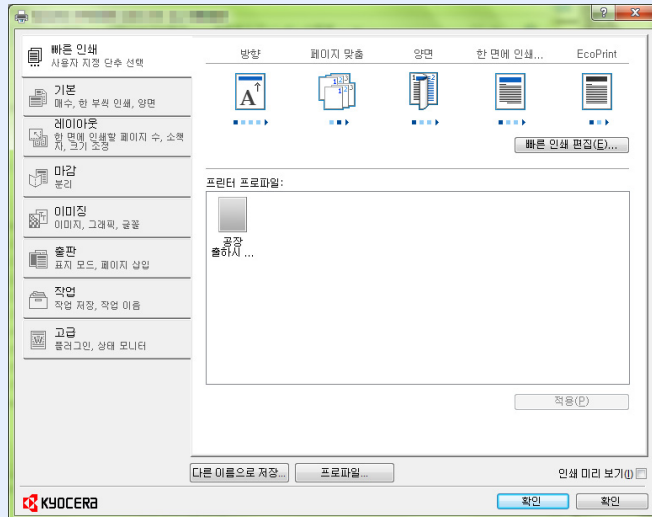 빠른 인쇄
사용자 지정 단추 선택
기본
매수, 한 부씩 인쇄, 양면
레이아웃
한 면에 인쇄할 페이지 수, 소책
자, 크기 조정
마감
분리
이미징
이미지, 그래픽, 글꼴
출판
표지 모드, 페이지 삽입
작업
작업 저장, 작업 이음
고급
플러그인, 상태 모니터
방향 페이지 맞춤 양면 한 면에 인쇄... EcoPrint
A
1 2 3
1 2 3
빠른 인쇄 편집(E)...
프린터 프로파일:
공장
출하시 ...
적용(P)
다른 이름으로 저장... 프로파일... 인쇄 미리 보기(I)
KYOCERA 확인 확인